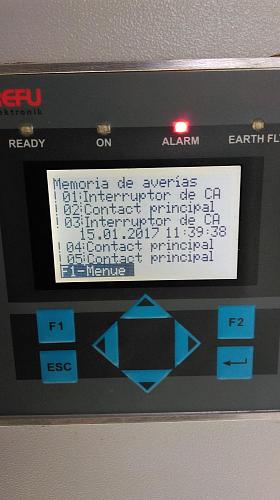 REFU
elektronik
READY
ON
ALARM
EARTH FL
Memoria de averías
01:Interruptor de CA
02:Contact principal
03:Interruptor de CA
15.01.2017 11:39:38
04:Contact principal
05:Contact principal
F1-Menue
F1
F2
ESC